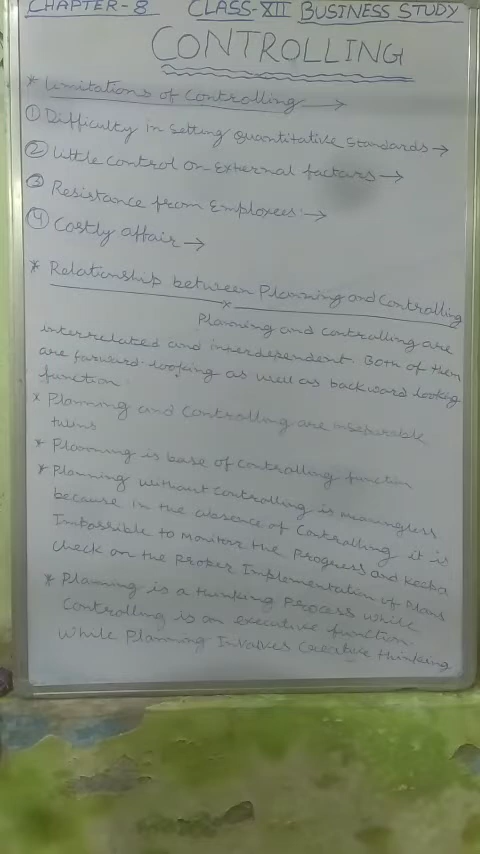 CHAPTER-8 CLASS-XII BUSINESS STUDY
CONTROLLING
* Limitations of Controlling →
① Difficulty in setting Quantitative Standards →
② Little control on External factors →
③ Resistance from Employees: →
④ Costly affair →
* Relationship between Planning and Controlling
Planning and controlling are
interrelated and interdependent. Both of them
are forward-looking as well as backward looking
function.
* Planning and Controlling are inseparable
twins
* Planning is base of controlling function
* Planning without controlling is meaningless
because in the absence of controlling it is
Impossible to monitor the progress and keep a
check on the proper Implementation of Plans
* Planning is a thinking process while
Controlling is an executive function.
While Planning Involves Creative thinking